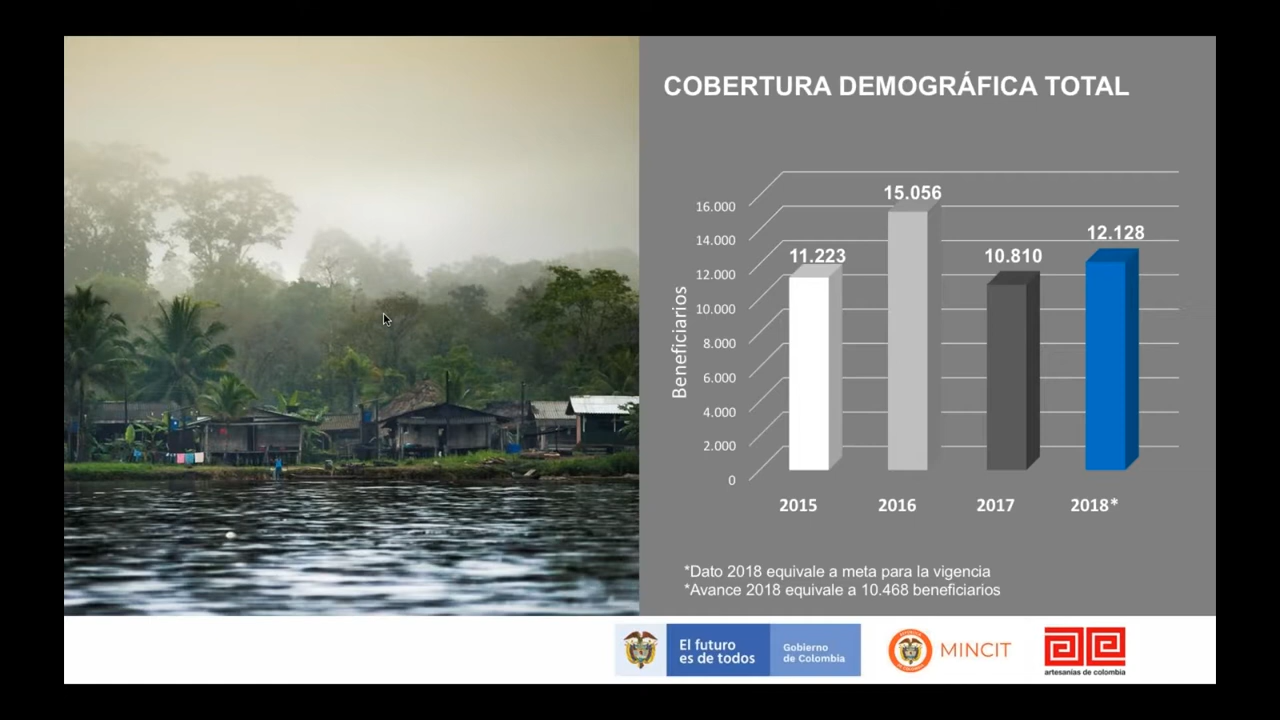 COBERTURA DEMOGRÁFICA TOTAL
Beneficiarios
16.000
14.000
12.000
10.000
8.000
6.000
4.000
2.000
0
11.223
15.056
10.810
12.128
2015
2016
2017
2018*
*Dato 2018 equivale a meta para la vigencia
*Avance 2018 equivale a 10.468 beneficiarios
El futuro
es de todos
Gobierno
de Colombia
MINCIT
artesanías de colombia